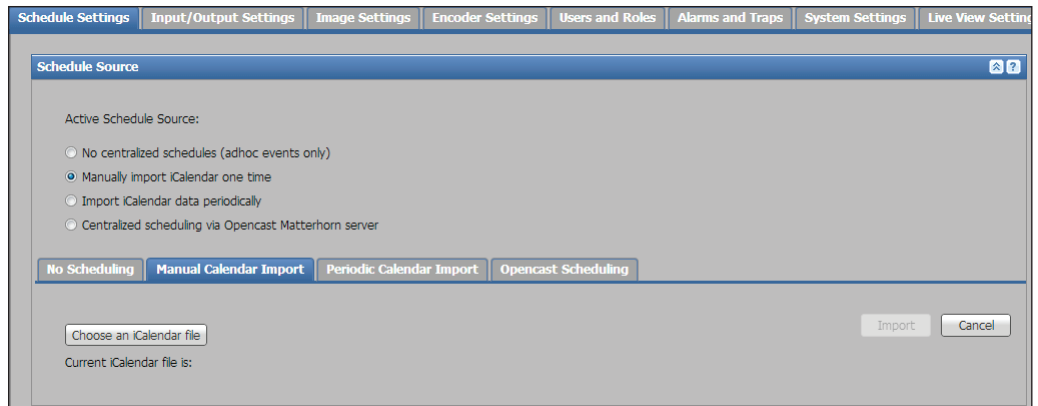 Schedule Settings Input/Output Settings Image Settings Encoder Settings Users and Roles Alarms and Traps System Settings Live View Setting
Schedule Source ?
Active Schedule Source:
No centralized schedules (adhoc events only)
Manually import iCalendar one time
Import iCalendar data periodically
Centralized scheduling via Opencast Matterhorn server
No Scheduling Manual Calendar Import Periodic Calendar Import Opencast Scheduling
Choose an iCalendar file Import Cancel
Current iCalendar file is: